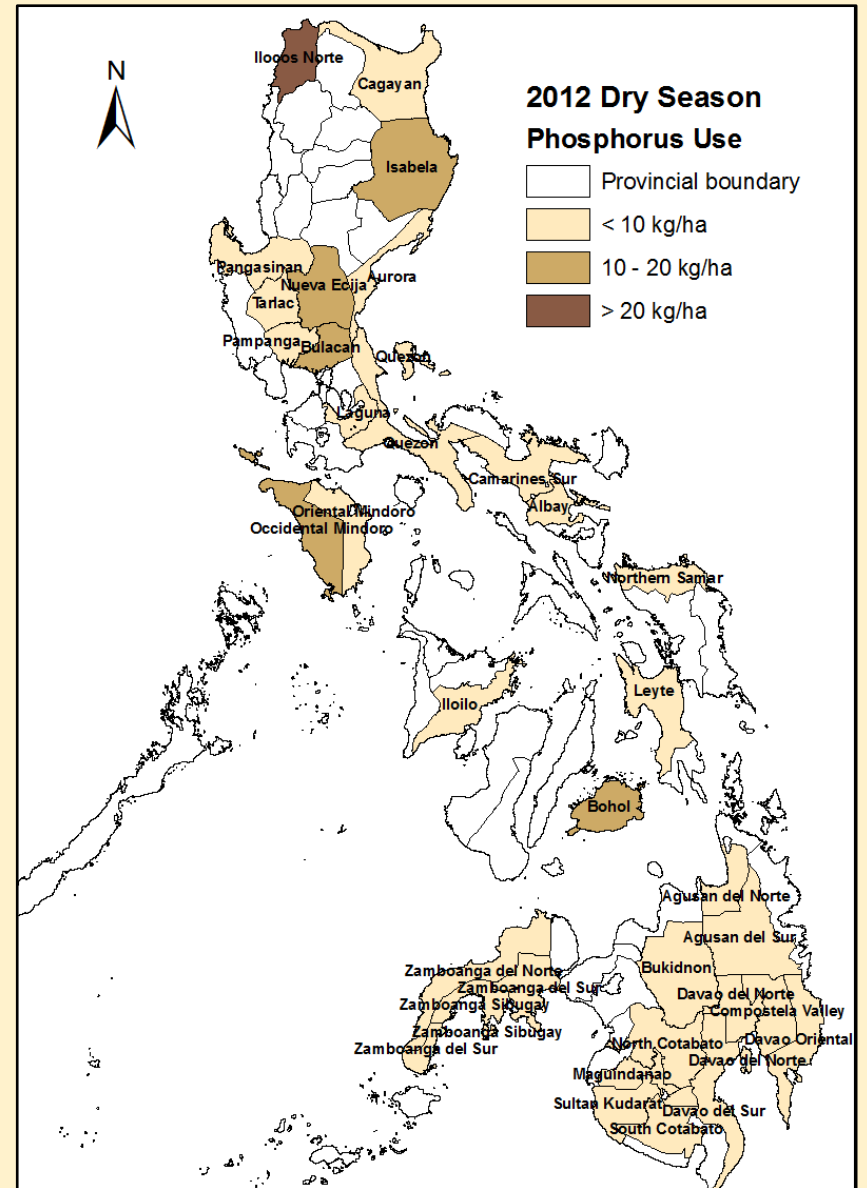 Ilocos Norte
N
Cagayan
2012 Dry Season
Phosphorus Use
Provincial boundary
< 10 kg/ha
10 - 20 kg/ha
> 20 kg/ha
Isabela
Pangasinan
Aurora
Nueva Ecija
Tarlac
Pampanga
Bulacan
Quezon
Laguna
Quezon
Camarines Sur
Albay
Oriental Mindoro
Occidental Mindoro
Northern Samar
Leyte
Iloilo
Bohol
Agusan del Norte
Agusan del Sur
Bukidnon
Zamboanga del Norte
Zamboanga del Sur
Davao del Norte
Zamboanga Sibugay
Compostela Valley
Zamboanga Sibugay
North Cotabato
Davao Oriental
Zamboanga del Sur
Davao del Norte
Maguindanao
Sultan Kudarat
Davao del Sur
South Cotabato